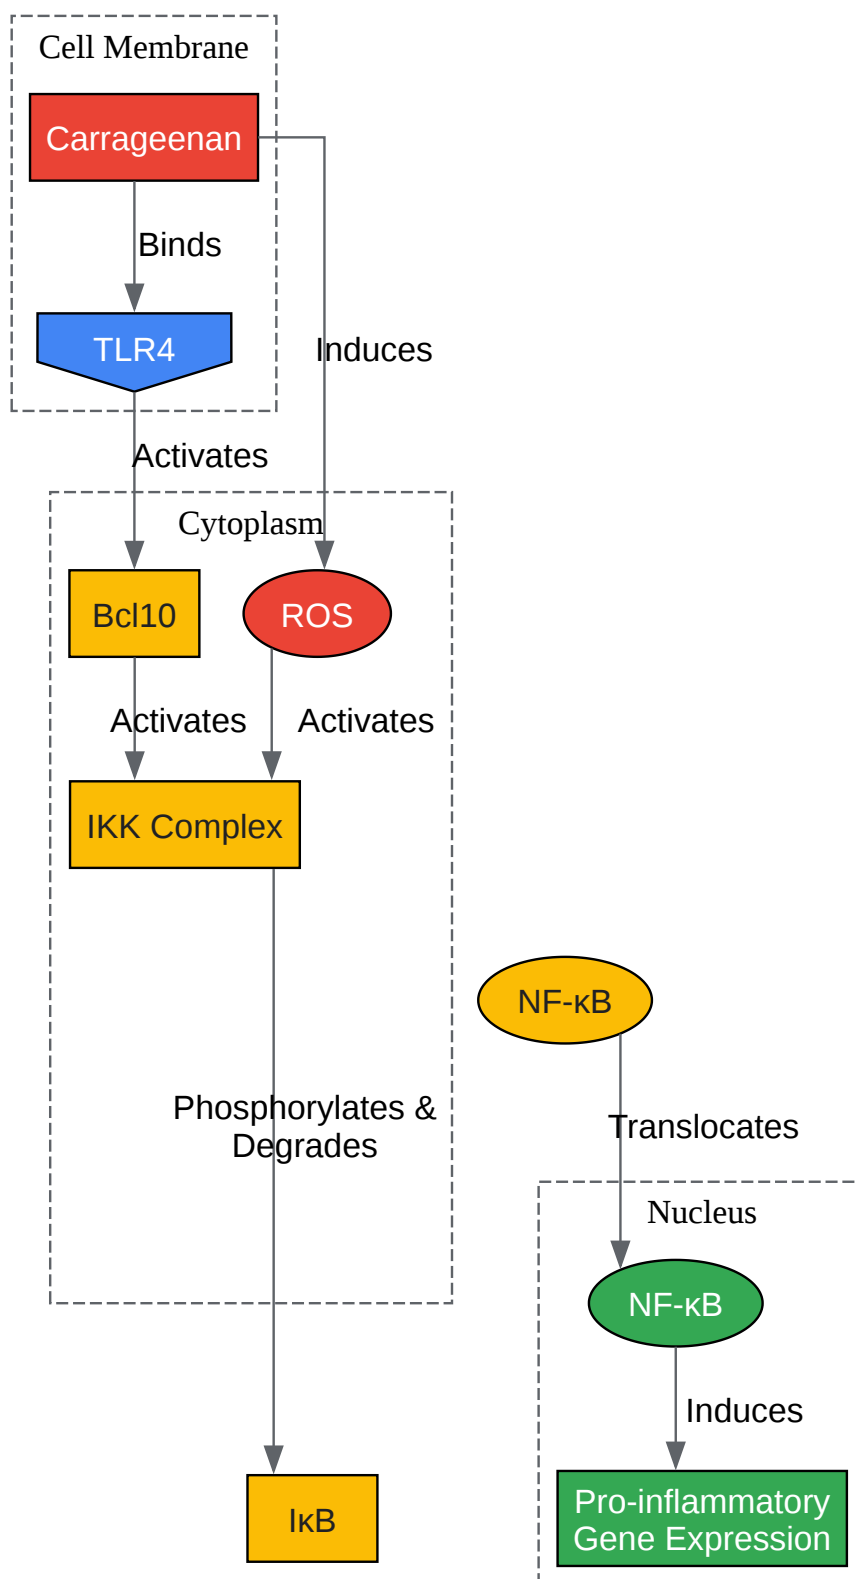 Cell Membrane
Carrageenan
Binds
TLR4
Induces
Activates
Cytoplasm
Bcl10
ROS
Activates
Activates
IKK Complex
NF-κB
Phosphorylates &
Degrades
Translocates
Nucleus
NF-κB
Induces
Pro-inflammatory
Gene Expression
IκB